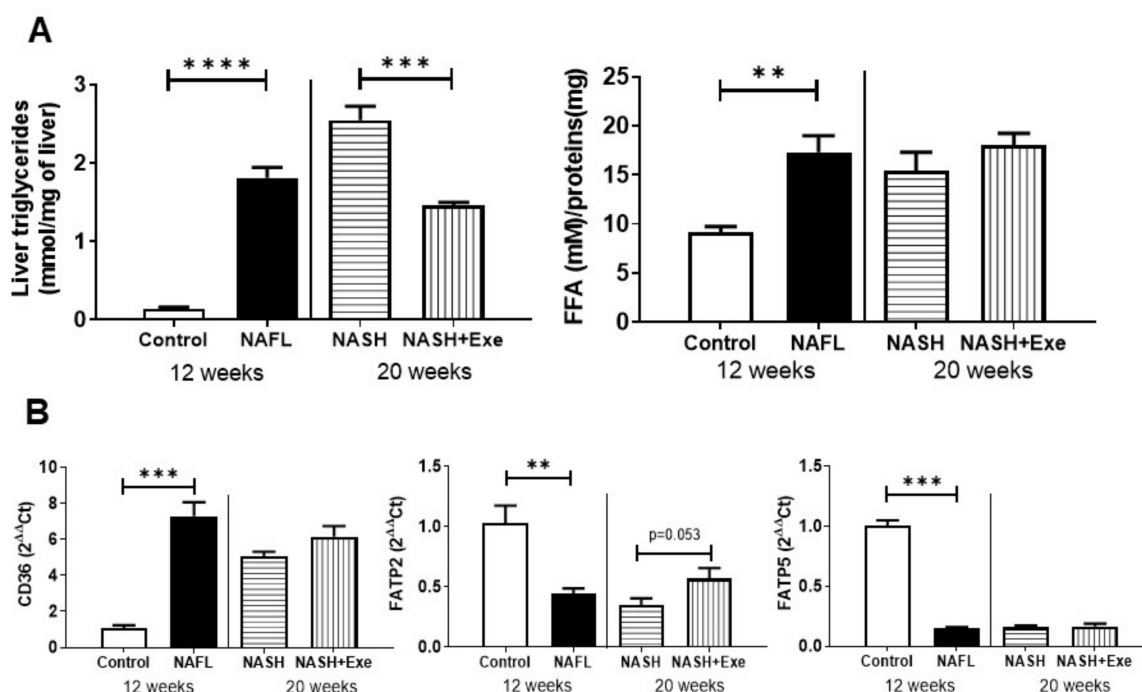 A
Liver triglycerides
(mmol/mg of liver)
3
2
1
0
****
***
Control NAFL NASH NASH+Exe
12 weeks 20 weeks
FFA (mM)/proteins(mg)
25
20
15
10
5
0
**
Control NAFL NASH NASH+Exe
12 weeks 20 weeks
B
CD36 (2^ΔΔCt)
10
8
6
4
2
0
***
Control NAFL NASH NASH+Exe
12 weeks 20 weeks
FATP2 (2^ΔΔCt)
1.5
1.0
0.5
0.0
**
p=0.053
Control NAFL NASH NASH+Exe
12 weeks 20 weeks
FATP5 (2^ΔΔCt)
1.5
1.0
0.5
0.0
***
Control NAFL NASH NASH+Exe
12 weeks 20 weeks